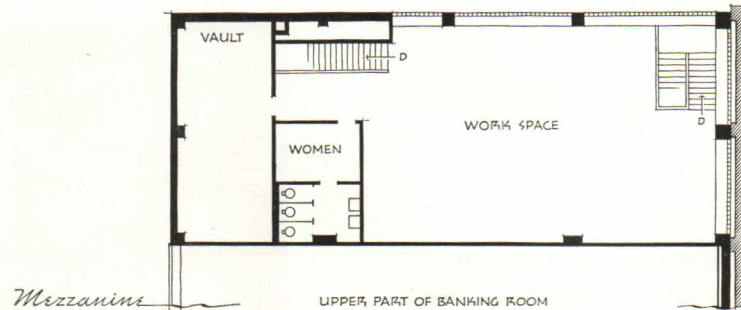 VAULT
D
WORK SPACE
D
WOMEN
Mezzanine
UPPER PART OF BANKING ROOM